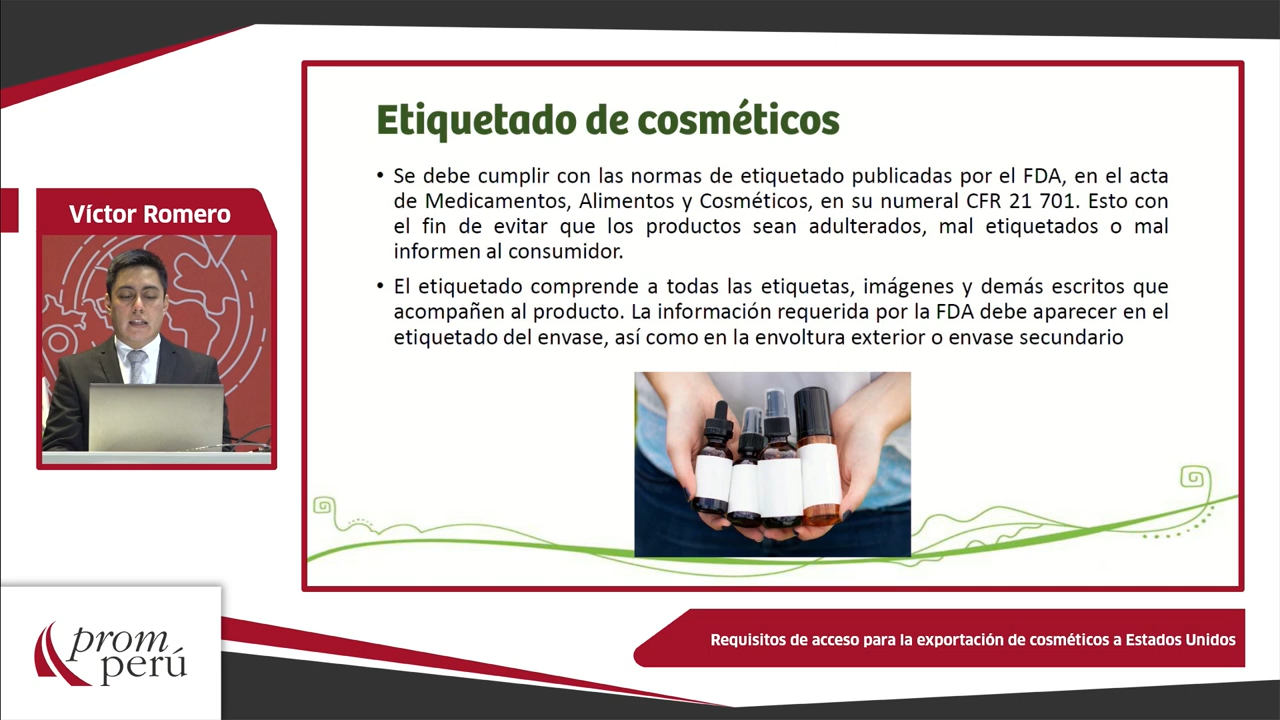 Etiquetado de cosméticos
• Se debe cumplir con las normas de etiquetado publicadas por el FDA, en el acta
de Medicamentos, Alimentos y Cosméticos, en su numeral CFR 21 701. Esto con
el fin de evitar que los productos sean adulterados, mal etiquetados o mal
informen al consumidor.
• El etiquetado comprende a todas las etiquetas, imágenes y demás escritos que
acompañen al producto. La información requerida por la FDA debe aparecer en el
etiquetado del envase, así como en la envoltura exterior o envase secundario
Víctor Romero
prom
perú
Requisitos de acceso para la exportación de cosméticos a Estados Unidos